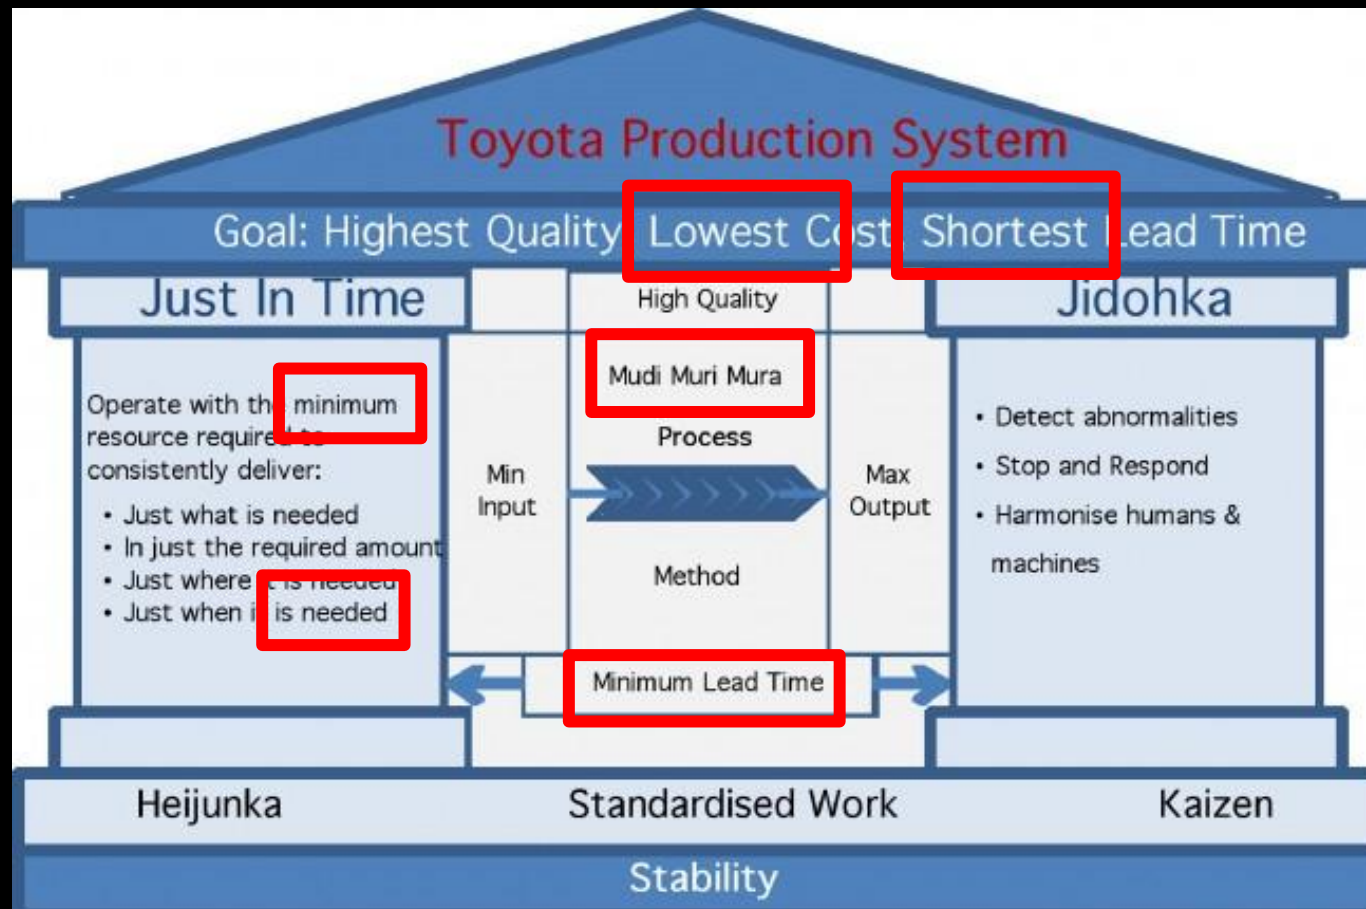 Toyota Production System
Goal: Highest Quality, Lowest Cost, Shortest Lead Time
Just In Time
High Quality
Jidohka
Operate with the minimum
resource required to
consistently deliver:
• Just what is needed
• In just the required amount
• Just where it is needed
• Just when it is needed
Min
Input
Mudi Muri Mura
Process
Method
Max
Output
• Detect abnormalities
• Stop and Respond
• Harmonise humans &
machines
Minimum Lead Time
Heijunka
Standardised Work
Kaizen
Stability